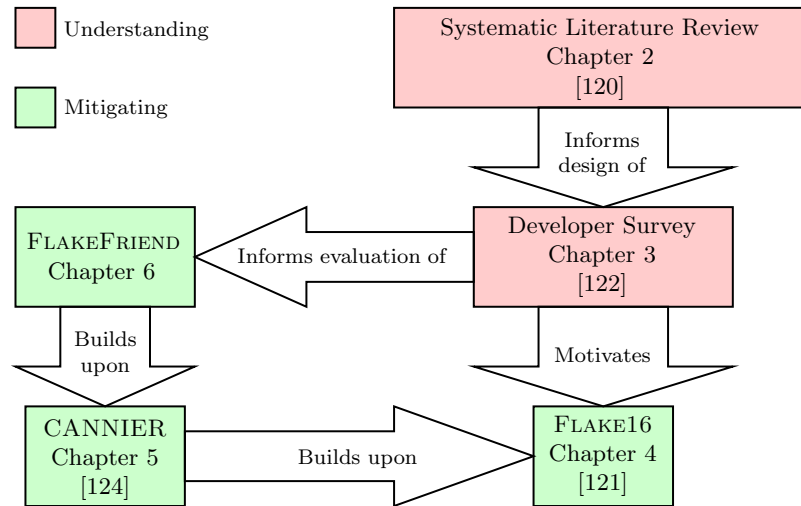 Understanding
Mitigating
Systematic Literature Review
Chapter 2
[120]
Informs
design of
FLAKEFRIEND
Chapter 6
Informs evaluation of
Developer Survey
Chapter 3
[122]
Builds
upon
Motivates
CANNIER
Chapter 5
[124]
Builds upon
FLAKE16
Chapter 4
[121]